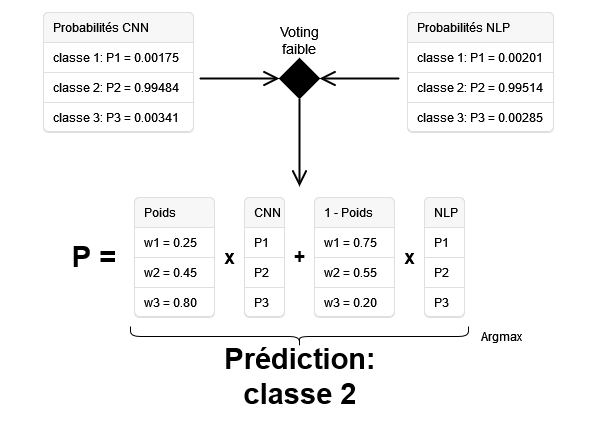 Probabilités CNN
classe 1: P1 = 0.00175
classe 2: P2 = 0.99484
classe 3: P3 = 0.00341
Voting
faible
Probabilités NLP
classe 1: P1 = 0.00201
classe 2: P2 = 0.99514
classe 3: P3 = 0.00285
P =
Poids
w1 = 0.25
w2 = 0.45
w3 = 0.80
x
CNN
P1
P2
P3
+
1 - Poids
w1 = 0.75
w2 = 0.55
w3 = 0.20
x
NLP
P1
P2
P3
Argmax
Prédiction:
classe 2